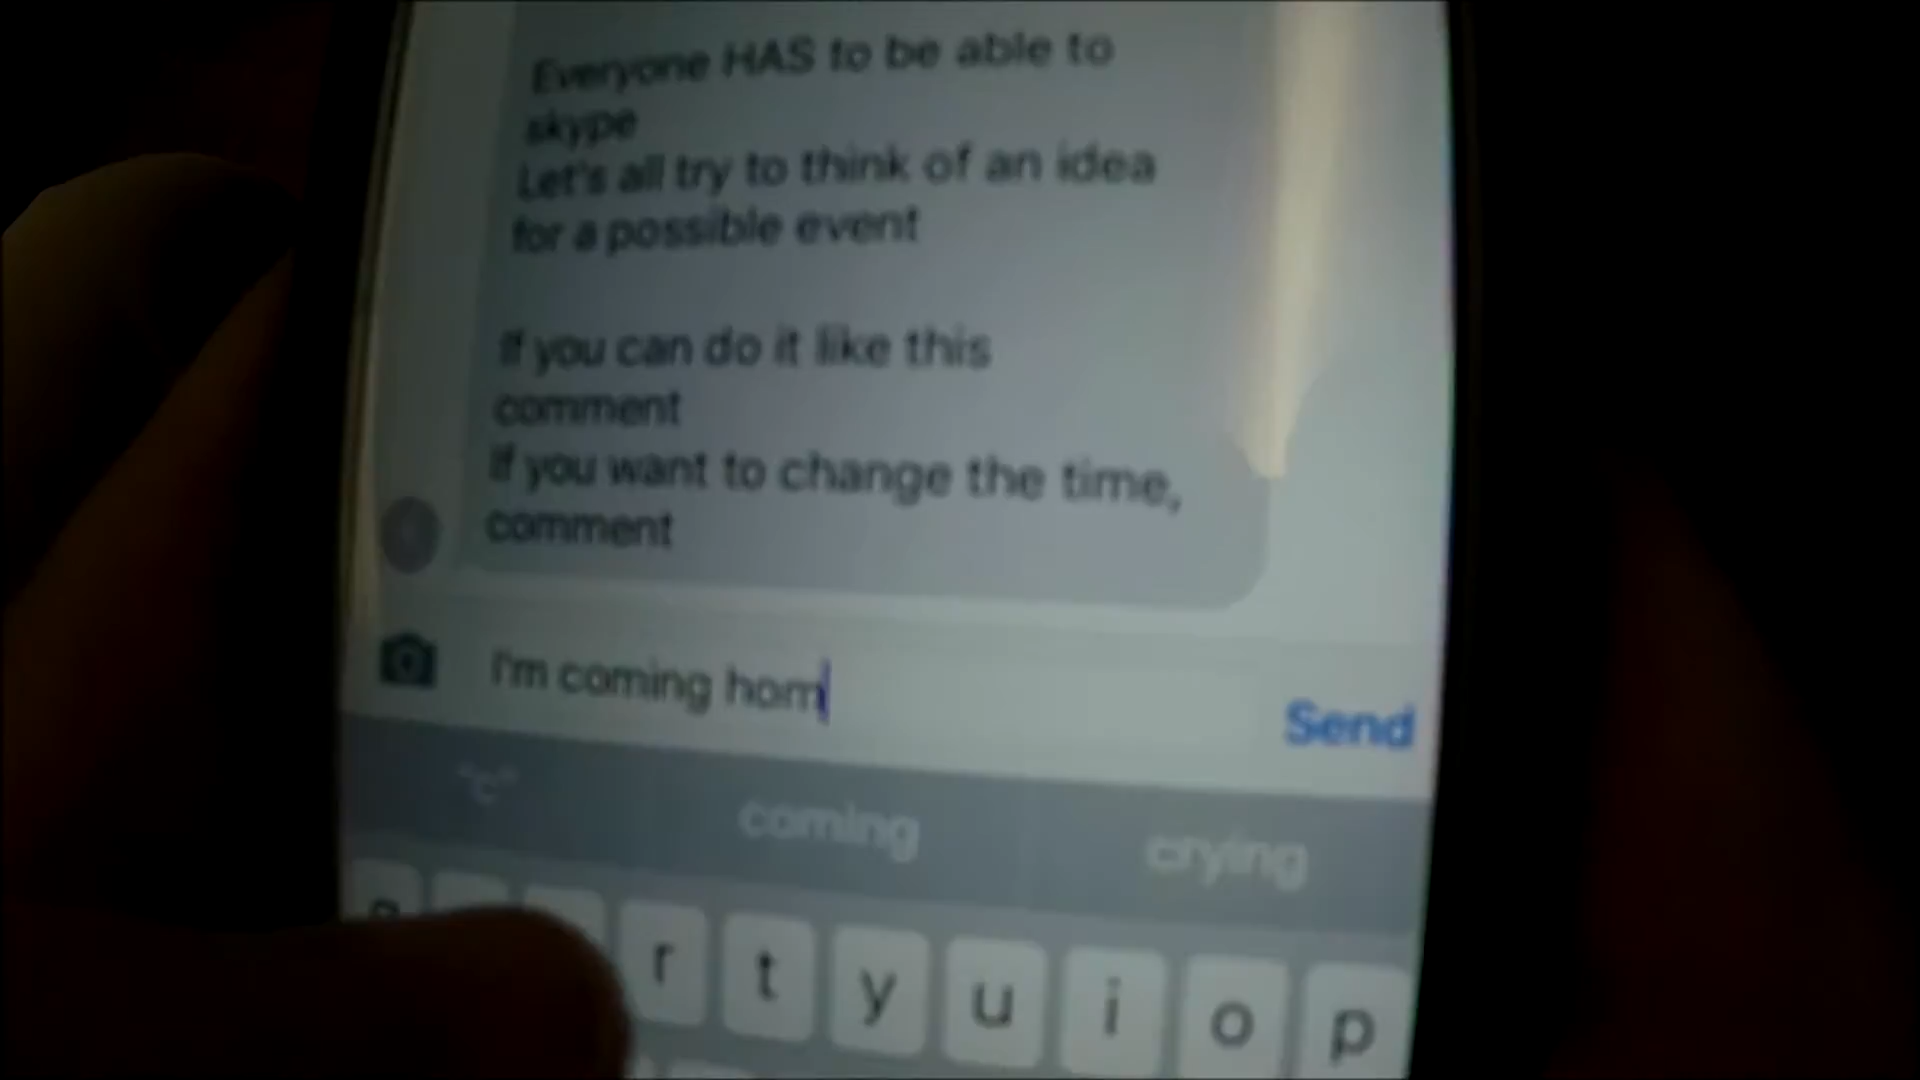 Everyone HAS to be able to
skype
Let's all try to think of an idea
for a possible event
If you can do it like this
comment
If you want to change the time,
comment
I'm coming hom
Send
"c" coming crying
r t y u i o p